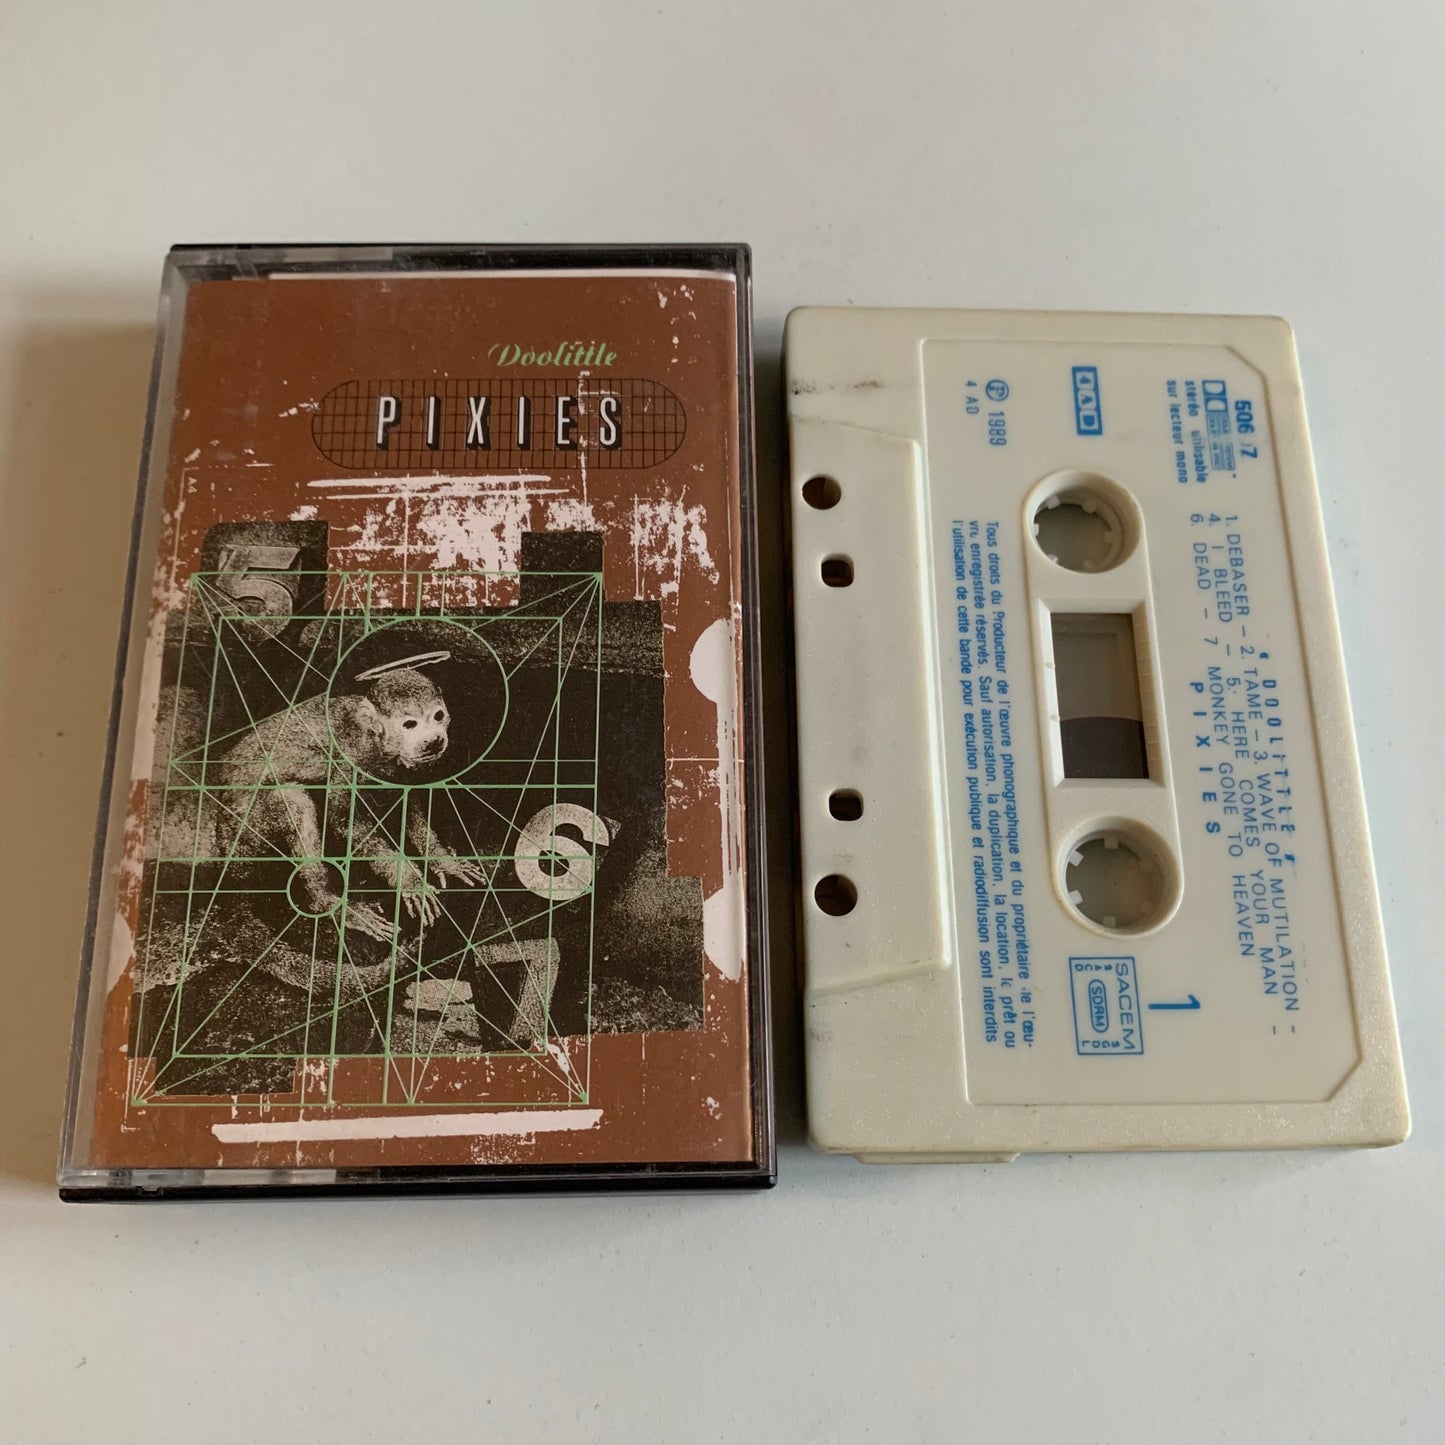 Doolittle
PIXIES
5
6
7
506 7
stéréo utilisable
sur lecteur mono
4AD
℗ 1989
4 AD
" DOOLITTLE "
PIXIES
1. DEBASER - 2. TAME - 3. WAVE OF MUTILATION -
4. I BLEED - 5. HERE COMES YOUR MAN -
6. DEAD - 7 MONKEY GONE TO HEAVEN
1
SACEM
SDRM
Tous droits du Producteur de l'œuvre phonographique et du propriétaire de l'œu-
vre enregistrée réservés. Sauf autorisation, la duplication, la location, le prêt ou
l'utilisation de cette bande pour exécution publique et radiodiffusion sont interdits